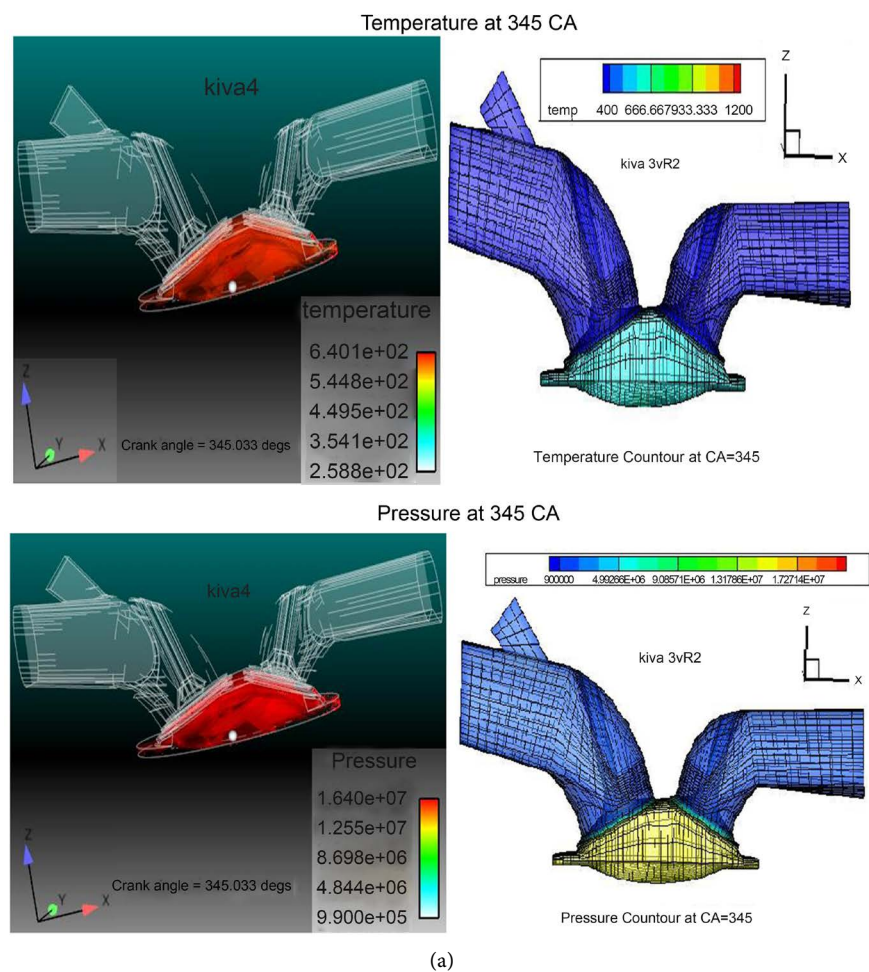 Temperature at 345 CA
kiva4
temperature
6.401e+02
5.448e+02
4.495e+02
3.541e+02
2.588e+02
Z
Y
X
Crank angle = 345.033 degs
temp 400 666.667933.333 1200
Z
X
kiva 3vR2
Temperature Countour at CA=345
Pressure at 345 CA
kiva4
Pressure
1.640e+07
1.255e+07
8.698e+06
4.844e+06
9.900e+05
Z
Y
X
Crank angle = 345.033 degs
pressure 900000 4.99266E+06 9.08571E+06 1.31786E+07 1.72714E+07
Z
X
kiva 3vR2
Pressure Countour at CA=345
(a)